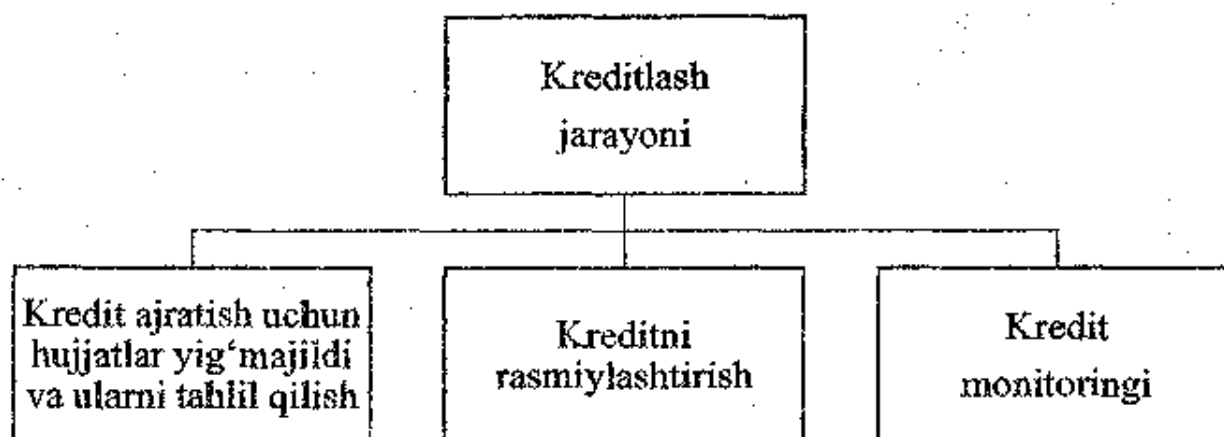 Kreditlash
jarayoni
Kredit ajratish uchun
hujjatlar yig‘majildi
va ularni tahlil qilish
Kreditni
rasmiylashtirish
Kredit
monitoringi